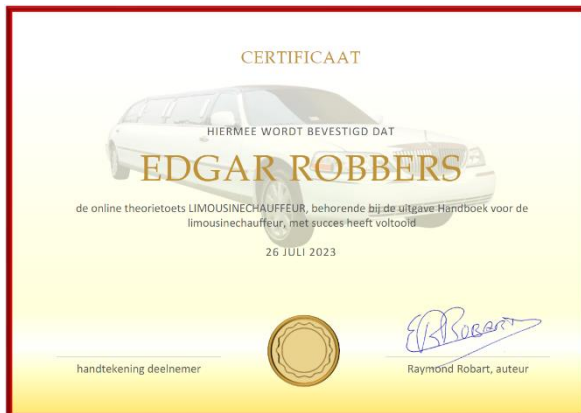 CERTIFICAAT
HIERMEE WORDT BEVESTIGD DAT
EDGAR ROBBERS
de online theorietoets LIMOUSINECHAUFFEUR, behorende bij de uitgave Handboek voor de
limousinechauffeur, met succes heeft voltooid
26 JULI 2023
handtekening deelnemer
Raymond Robart, auteur